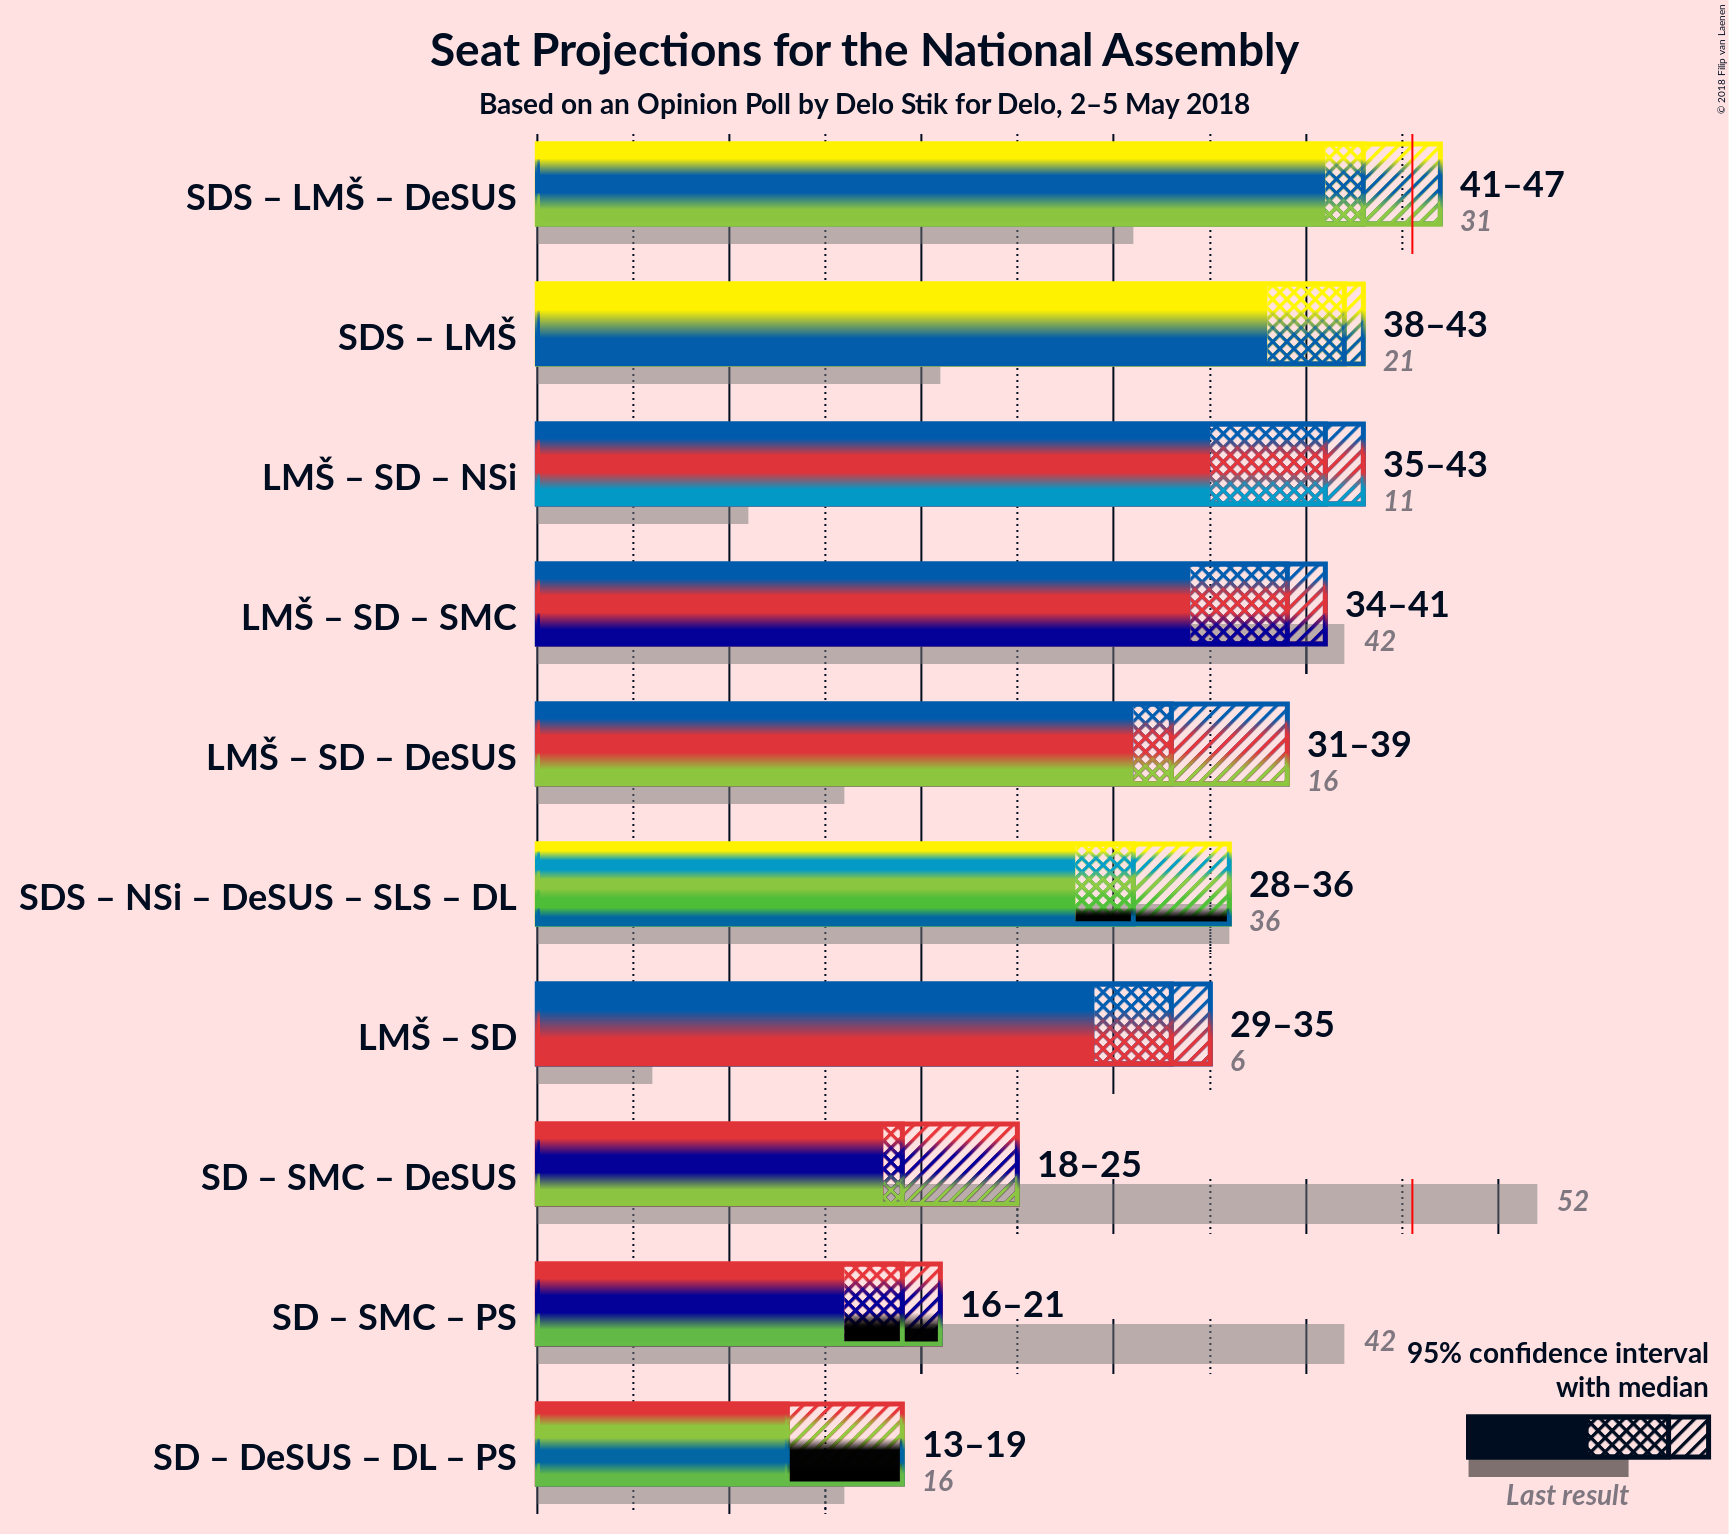 Seat Projections for the National Assembly
Based on an Opinion Poll by Delo Stik for Delo, 2–5 May 2018
© 2018 Filip van Laenen
SDS – LMŠ – DeSUS
41–47
31
SDS – LMŠ
38–43
21
LMŠ – SD – NSi
35–43
11
LMŠ – SD – SMC
34–41
42
LMŠ – SD – DeSUS
31–39
16
SDS – NSi – DeSUS – SLS – DL
28–36
36
LMŠ – SD
29–35
6
SD – SMC – DeSUS
18–25
52
SD – SMC – PS
16–21
42
SD – DeSUS – DL – PS
13–19
16
95% confidence interval
with median
Last result